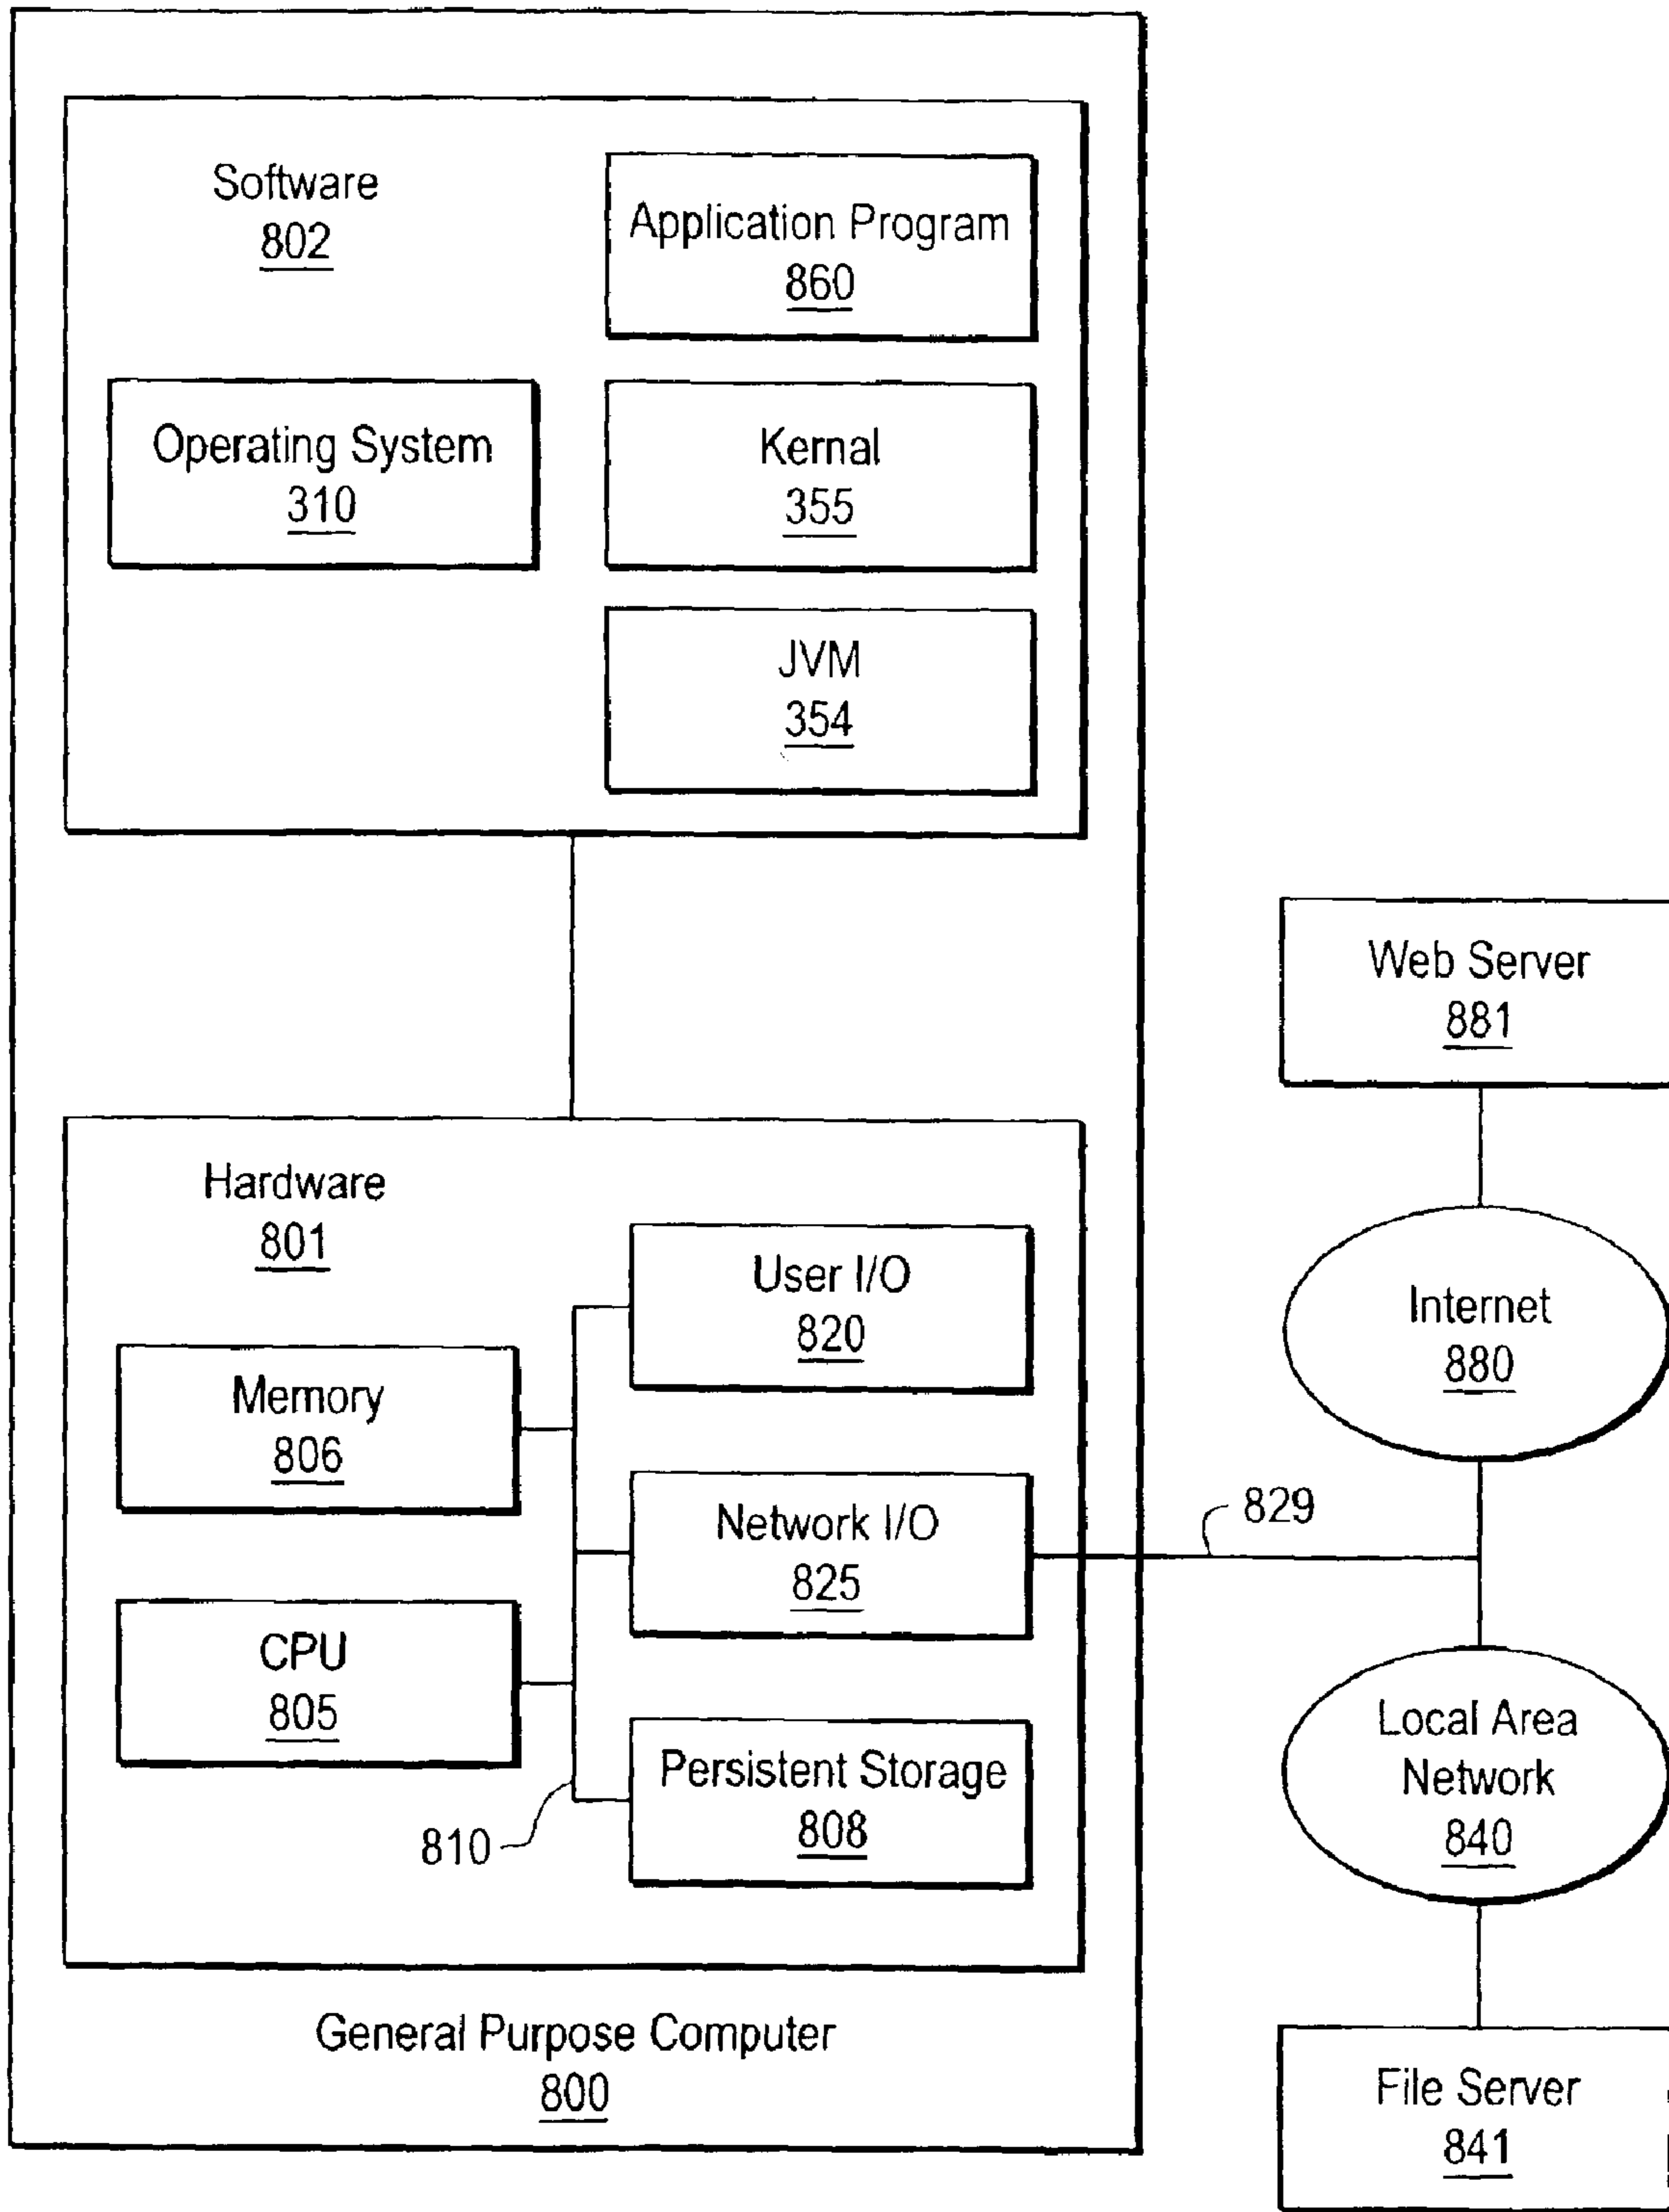 Software
802
Application Program
860
Operating System
310
Kernal
355
JVM
354
Hardware
801
User I/O
820
Memory
806
Network I/O
825
CPU
805
Persistent Storage
808
810
General Purpose Computer
800
829
Web Server
881
Internet
880
Local Area
Network
840
File Server
841